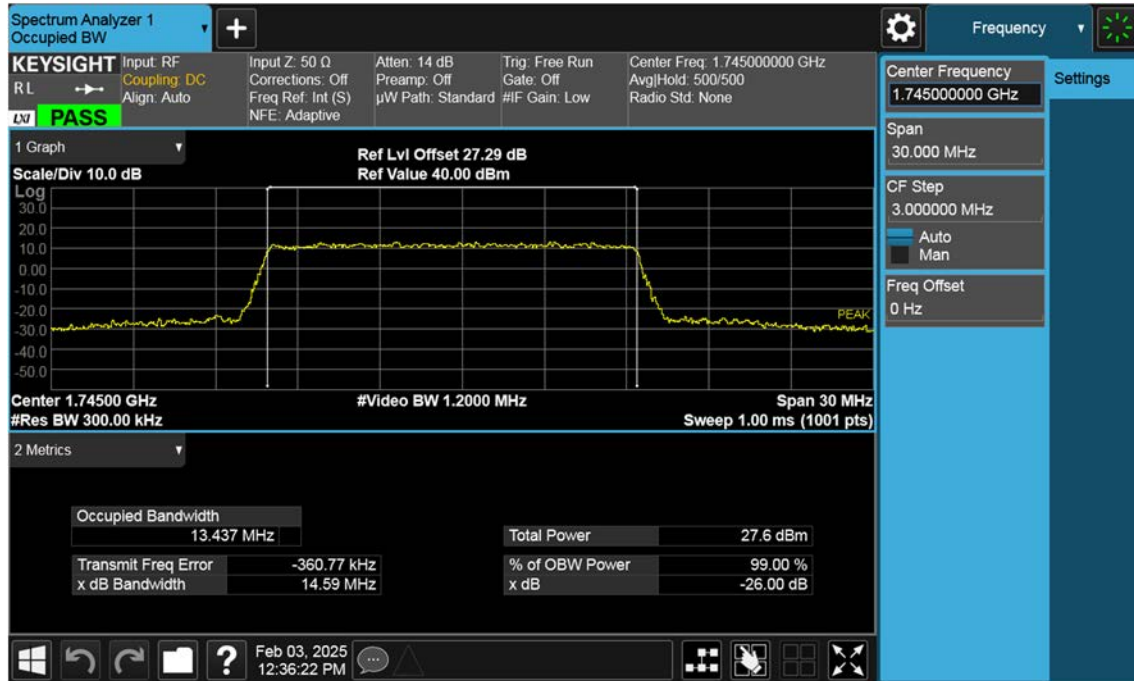 Spectrum Analyzer 1
Occupied BW
+
Frequency
KEYSIGHT
R L
LXI PASS
Input: RF
Coupling: DC
Align: Auto
Input Z: 50 Ω
Corrections: Off
Freq Ref: Int (S)
NFE: Adaptive
Atten: 14 dB
Preamp: Off
µW Path: Standard
Trig: Free Run
Gate: Off
#IF Gain: Low
Center Freq: 1.745000000 GHz
Avg|Hold: 500/500
Radio Std: None
Center Frequency
1.745000000 GHz
Settings
Span
30.000 MHz
CF Step
3.000000 MHz
Auto
Man
Freq Offset
0 Hz
1 Graph
Scale/Div 10.0 dB
Ref Lvl Offset 27.29 dB
Ref Value 40.00 dBm
Log
30.0
20.0
10.0
0.00
-10.0
-20.0
-30.0
-40.0
-50.0
PEAK
Center 1.74500 GHz
#Res BW 300.00 kHz
#Video BW 1.2000 MHz
Span 30 MHz
Sweep 1.00 ms (1001 pts)
2 Metrics
Occupied Bandwidth
13.437 MHz
Total Power 27.6 dBm
Transmit Freq Error -360.77 kHz
% of OBW Power 99.00 %
x dB Bandwidth 14.59 MHz
x dB -26.00 dB
?
Feb 03, 2025
12:36:22 PM